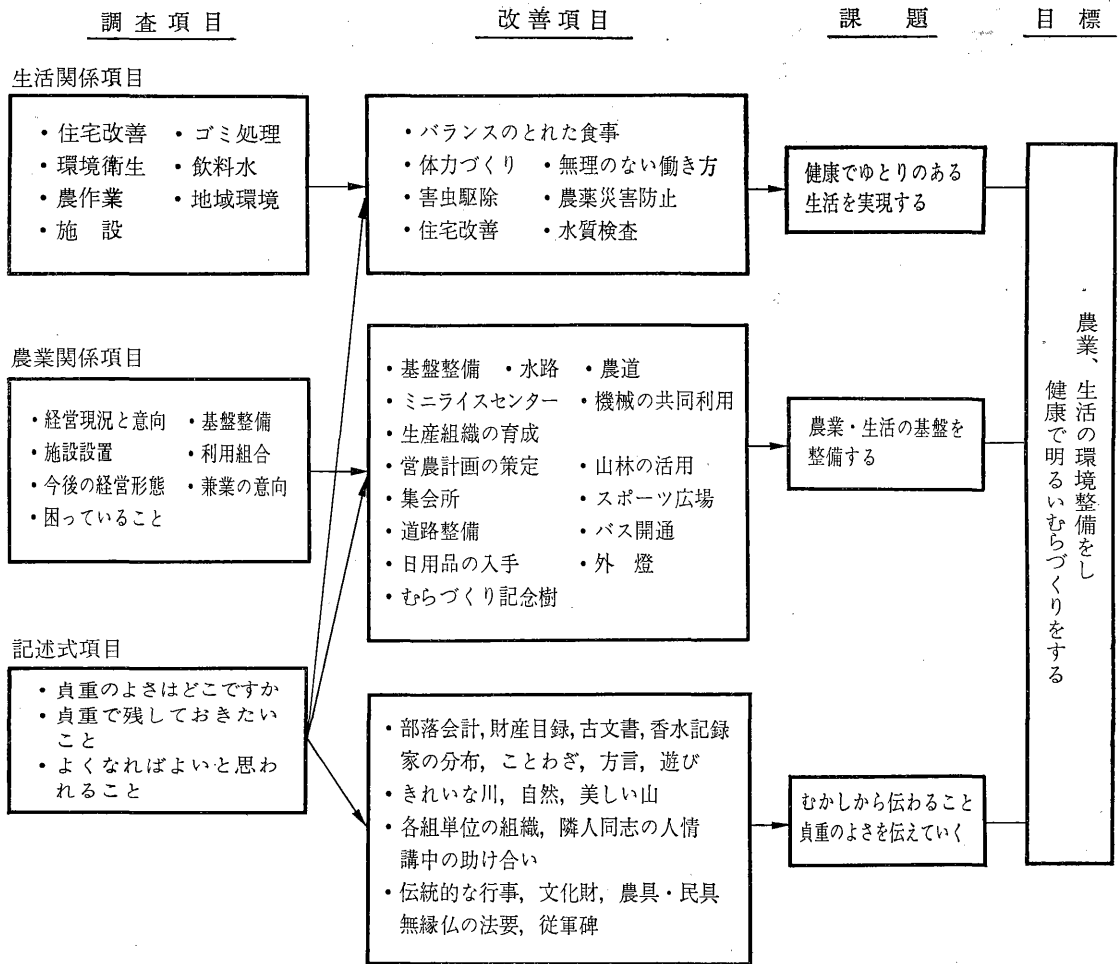 調査項目
改善項目
課題
目標
生活関係項目
・住宅改善 ・ゴミ処理
・環境衛生 ・飲料水
・農作業 ・地域環境
・施設
・バランスのとれた食事
・体力づくり ・無理のない働き方
・害虫駆除 ・農薬災害防止
・住宅改善 ・水質検査
健康でゆとりのある
生活を実現する
農業関係項目
・経営現況と意向 ・基盤整備
・施設設置 ・利用組合
・今後の経営形態 ・兼業の意向
・困っていること
・基盤整備 ・水路 ・農道
・ミニライスセンター ・機械の共同利用
・生産組織の育成
・営農計画の策定 ・山林の活用
・集会所 ・スポーツ広場
・道路整備 ・バス開通
・日用品の入手 ・外燈
・むらづくり記念樹
農業・生活の基盤を
整備する
記述式項目
・貞重のよさはどこですか
・貞重で残しておきたい
こと
・よくなればよいと思わ
れること
・部落会計,財産目録,古文書,香水記録
家の分布,ことわざ,方言,遊び
・きれいな川,自然,美しい山
・各組単位の組織,隣人同志の人情
講中の助け合い
・伝統的な行事,文化財,農具・民具
無縁仏の法要,従軍碑
むかしから伝わること
貞重のよさを伝えていく
農業、生活の環境整備をし
健康で明るいむらづくりをする